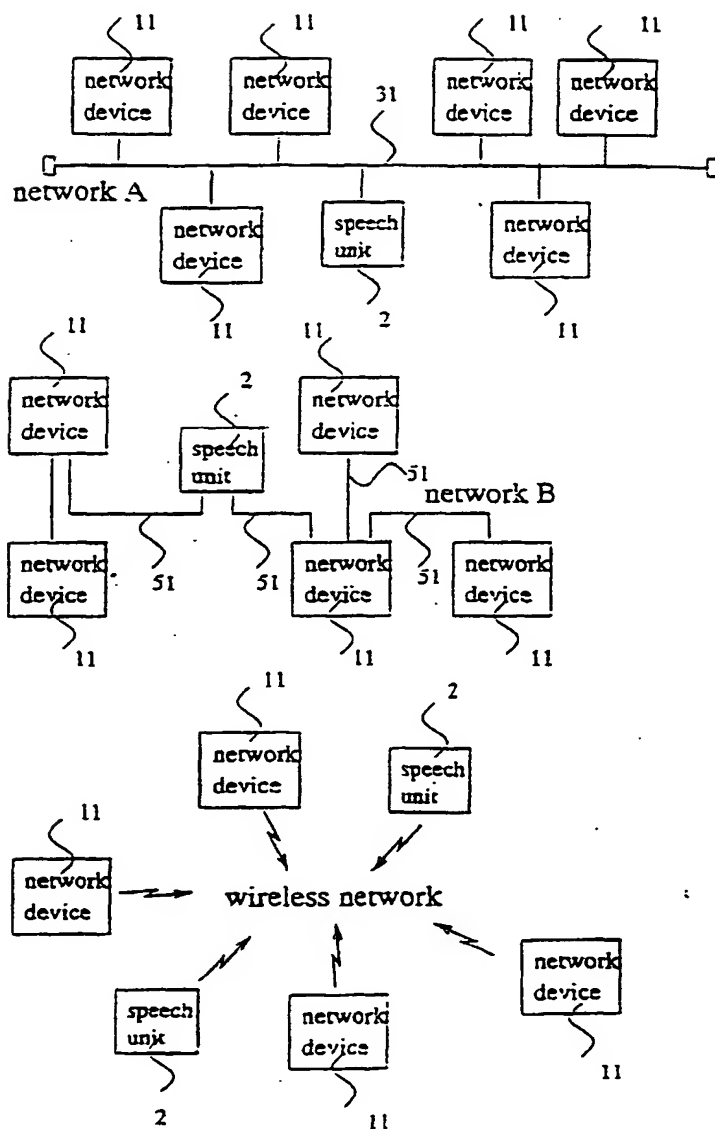 11 11 11 11
network device
network device
network device
network device
31
network A
network device
speech unit
network device
11 2 11
11 11
2
network device
speech unit
network device
51
network B
51 51 51
network device
network device
network device
11 11 11
11 2
network device
speech unit
11
network device
wireless network
network device
speech unit
network device
11
2 11